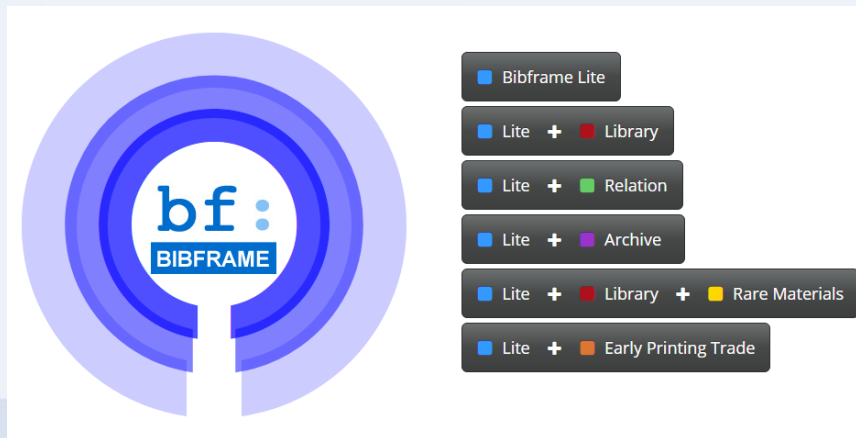 bf:
BIBFRAME
Bibframe Lite
Lite + Library
Lite + Relation
Lite + Archive
Lite + Library + Rare Materials
Lite + Early Printing Trade